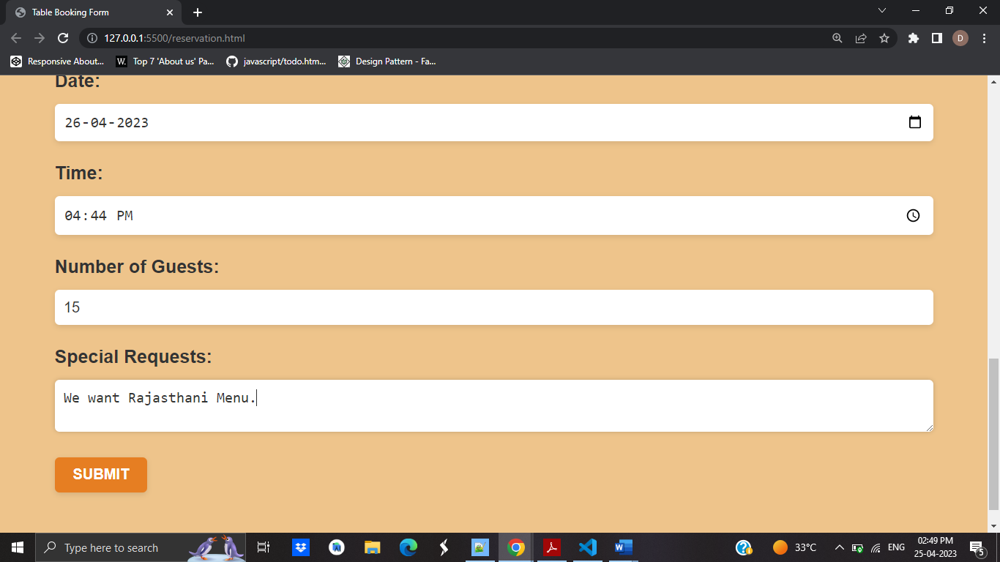 Table Booking Form
127.0.0.1:5500/reservation.html
D
Responsive About...
W. Top 7 'About us' Pa...
javascript/todo.htm...
Design Pattern - Fa...
Date:
26-04-2023
Time:
04:44 PM
Number of Guests:
15
Special Requests:
We want Rajasthani Menu.
SUBMIT
Type here to search
W
33°C
ENG
02:49 PM
25-04-2023
5